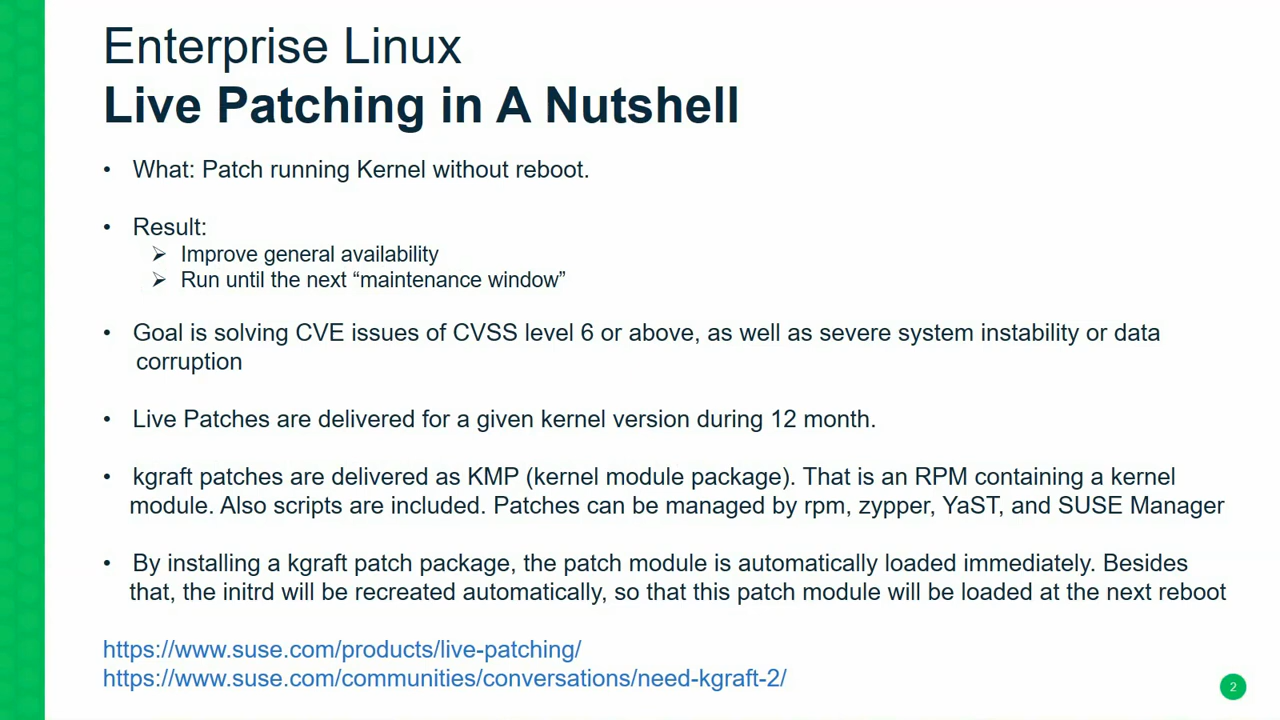 Enterprise Linux
Live Patching in A Nutshell
• What: Patch running Kernel without reboot.
• Result:
➢ Improve general availability
➢ Run until the next “maintenance window”
• Goal is solving CVE issues of CVSS level 6 or above, as well as severe system instability or data
corruption
• Live Patches are delivered for a given kernel version during 12 month.
• kgraft patches are delivered as KMP (kernel module package). That is an RPM containing a kernel
module. Also scripts are included. Patches can be managed by rpm, zypper, YaST, and SUSE Manager
• By installing a kgraft patch package, the patch module is automatically loaded immediately. Besides
that, the initrd will be recreated automatically, so that this patch module will be loaded at the next reboot
https://www.suse.com/products/live-patching/
https://www.suse.com/communities/conversations/need-kgraft-2/
2